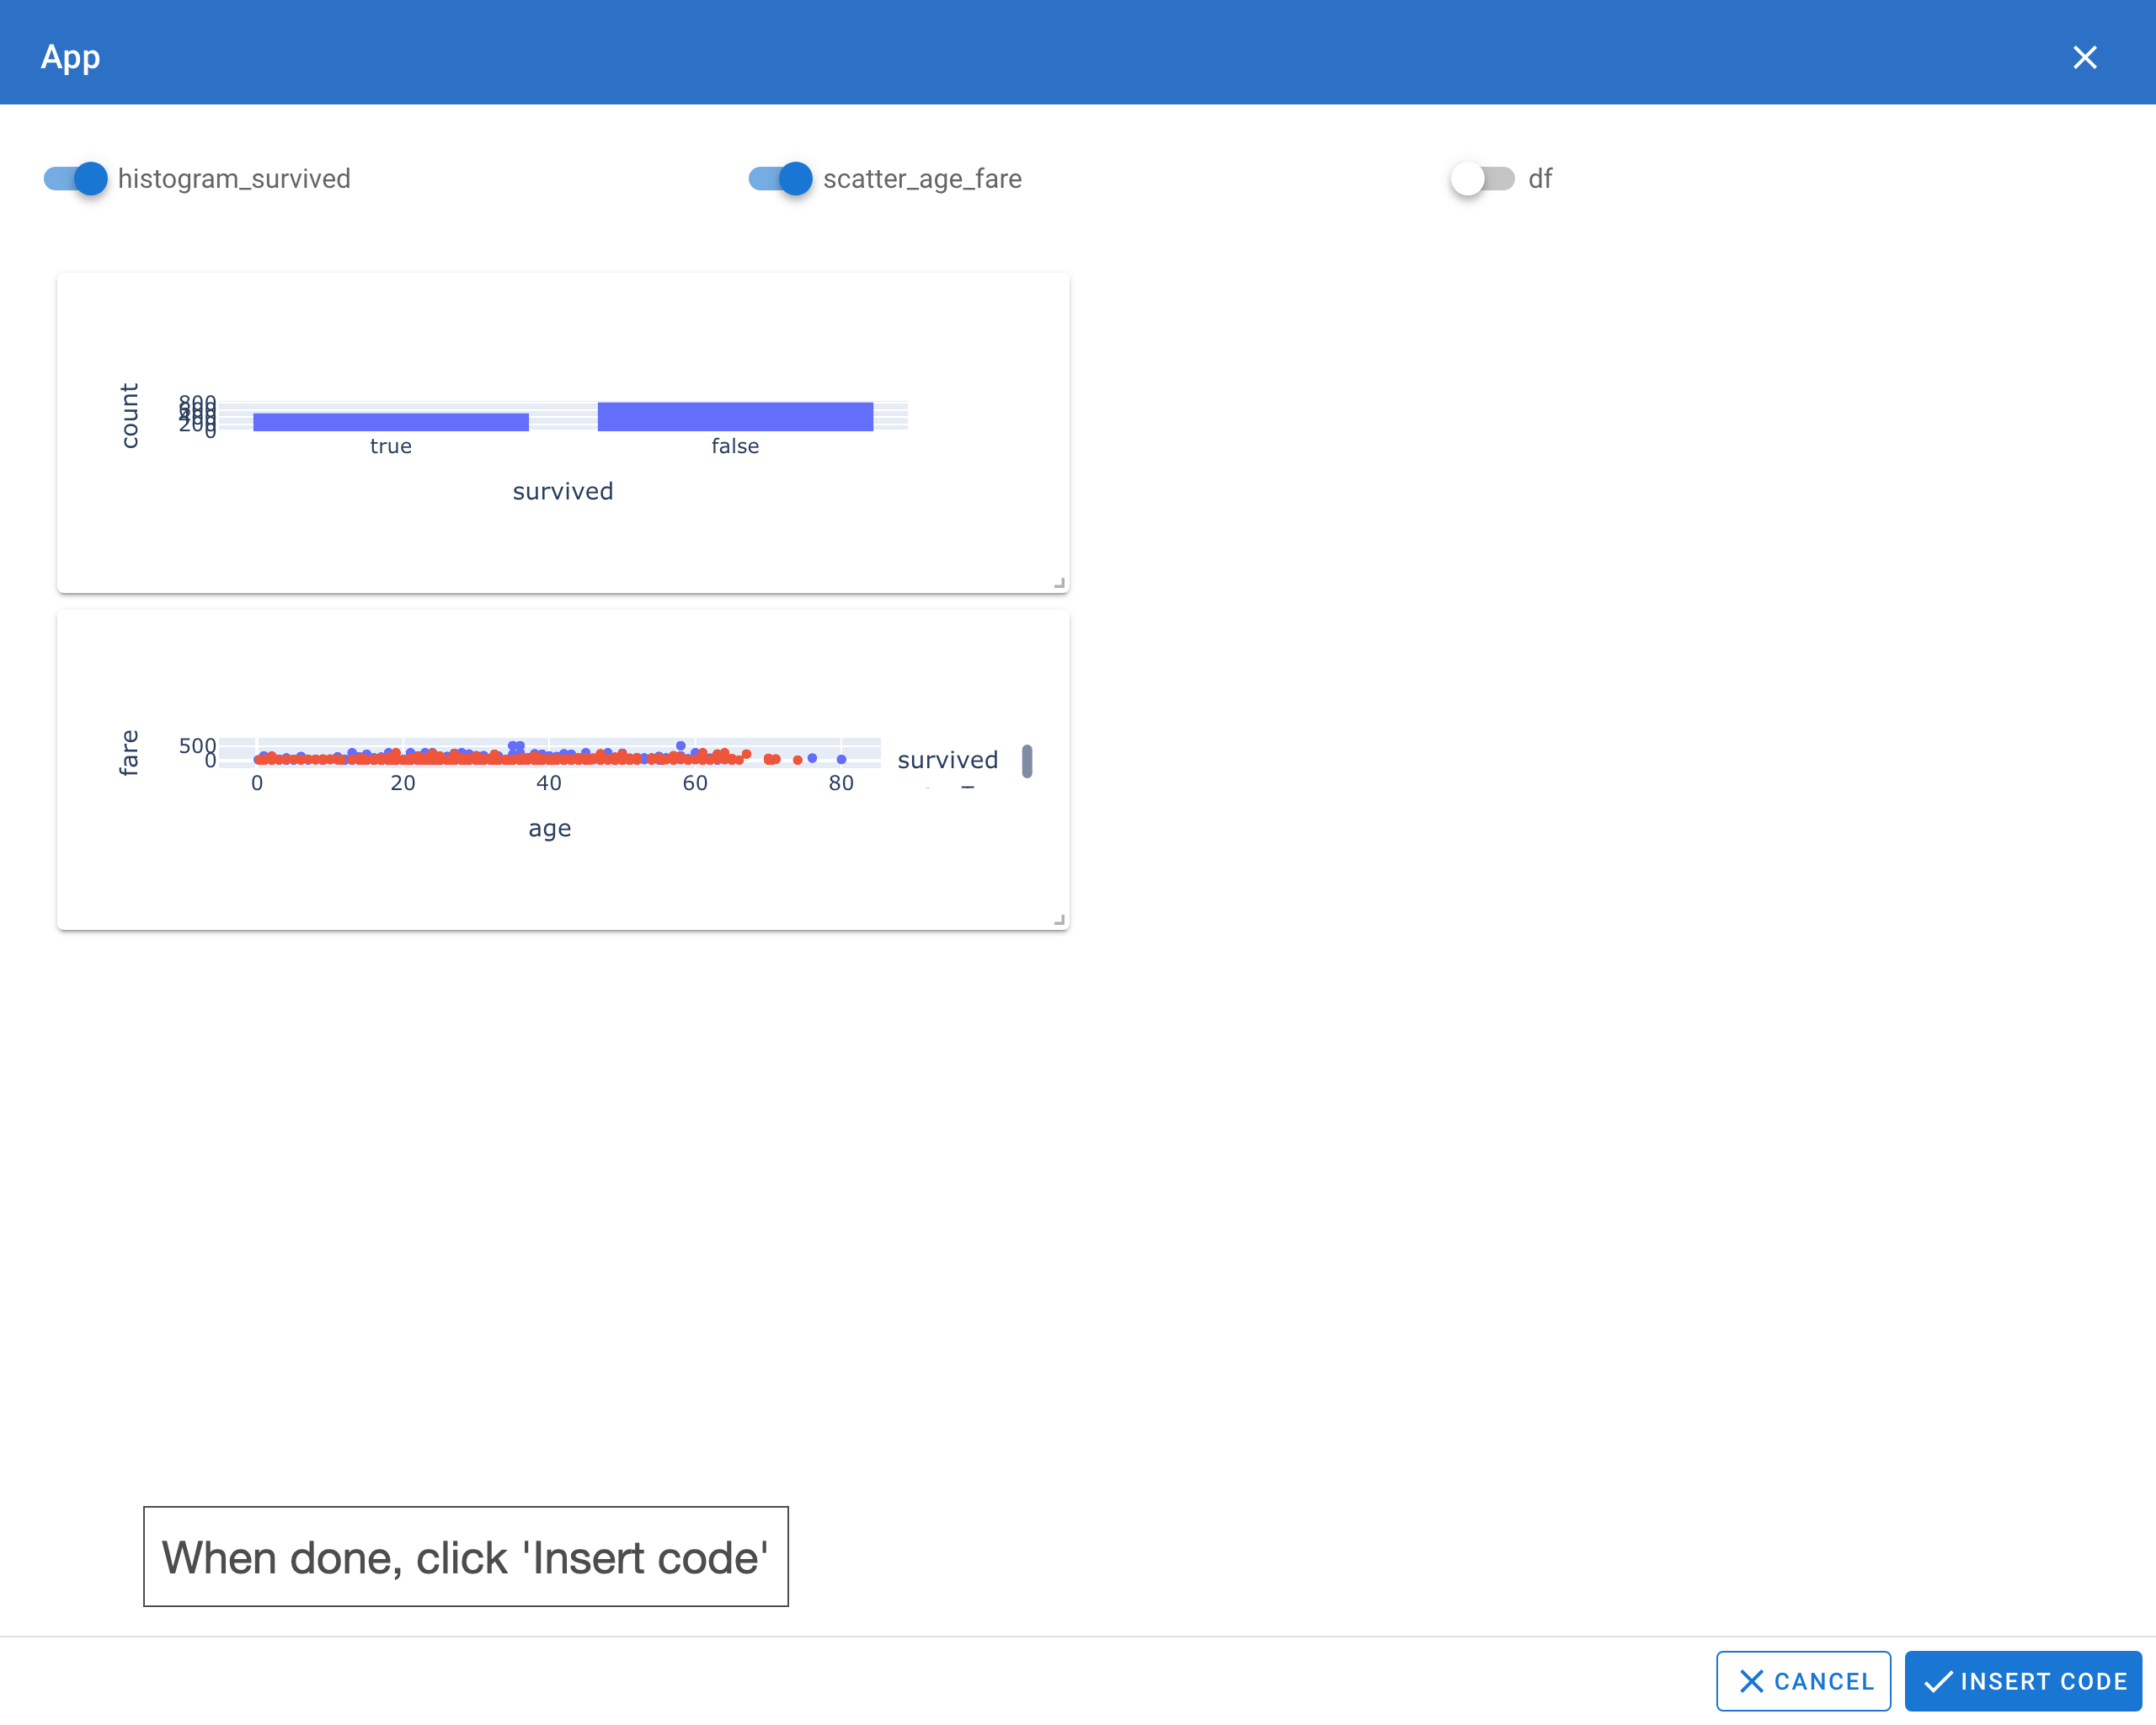 App
histogram_survived
scatter_age_fare
df
count
800
600
400
200
0
true
false
survived
fare
500
0
0
20
40
60
80
survived
age
When done, click 'Insert code'
CANCEL
INSERT CODE